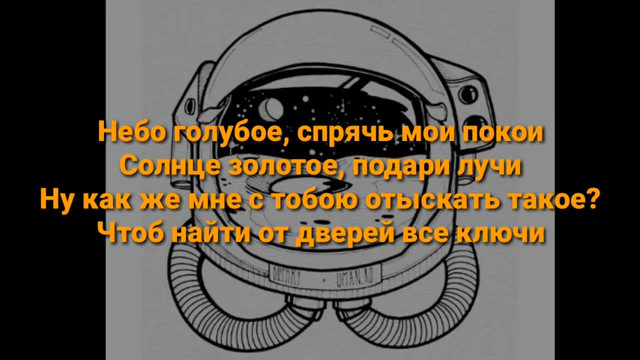 Небо голубое, спрячь мои покои
Солнце золотое, подари лучи
Ну как же мне с тобою отыскать такое?
Чтоб найти от дверей все ключи